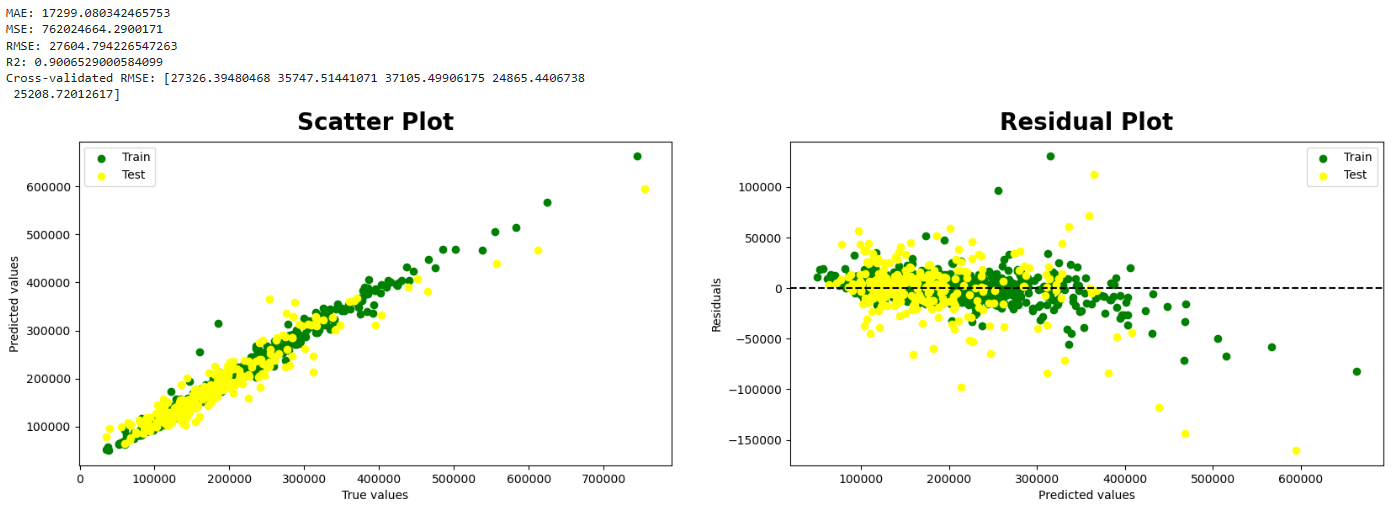 MAE: 17299.080342465753
MSE: 762024664.2900171
RMSE: 27604.794226547263
R2: 0.9006529000584099
Cross-validated RMSE: [27326.39480468 35747.51441071 37105.49906175 24865.4406738
25208.72012617]
Scatter Plot
Train
Test
Predicted values
600000
500000
400000
300000
200000
100000
0 100000 200000 300000 400000 500000 600000 700000
True values
Residual Plot
Train
Test
Residuals
100000
50000
0
−50000
−100000
−150000
100000 200000 300000 400000 500000 600000
Predicted values